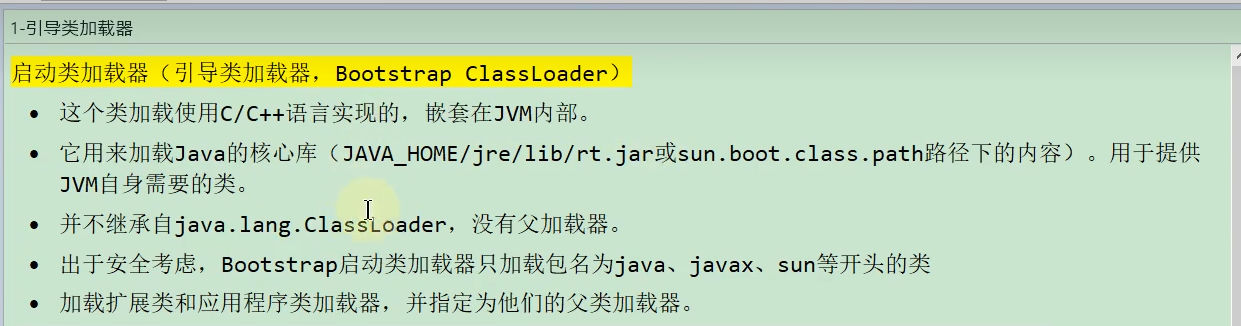 1-引导类加载器
启动类加载器（引导类加载器，Bootstrap ClassLoader）
• 这个类加载使用C/C++语言实现的，嵌套在JVM内部。
• 它用来加载Java的核心库（JAVA_HOME/jre/lib/rt.jar或sun.boot.class.path路径下的内容）。用于提供
JVM自身需要的类。
• 并不继承自java.lang.ClassLoader，没有父加载器。
• 出于安全考虑，Bootstrap启动类加载器只加载包名为java、javax、sun等开头的类
• 加载扩展类和应用程序类加载器，并指定为他们的父类加载器。